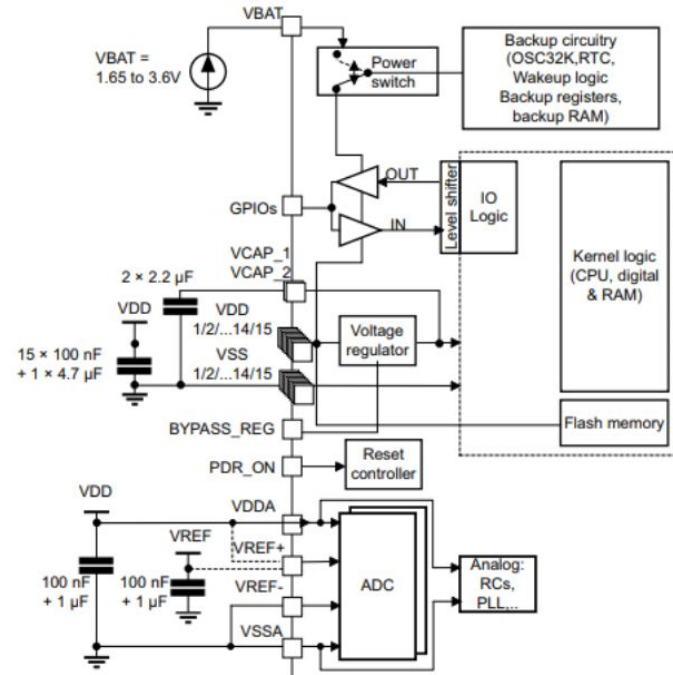 VBAT
VBAT =
1.65 to 3.6V
Power
switch
Backup circuitry
(OSC32K,RTC,
Wakeup logic
Backup registers,
backup RAM)
OUT
GPIOs
IN
Level shifter
IO
Logic
Kernel logic
(CPU, digital
& RAM)
VCAP_1
VCAP_2
2 × 2.2 µF
VDD
VDD
1/2/...14/15
Voltage
regulator
VSS
1/2/...14/15
15 × 100 nF
+ 1 × 4.7 µF
Flash memory
BYPASS_REG
PDR_ON
Reset
controller
VDD
VDDA
VREF
VREF+
ADC
Analog:
RCs,
PLL,..
100 nF
+ 1 µF
100 nF
+ 1 µF
VREF-
VSSA